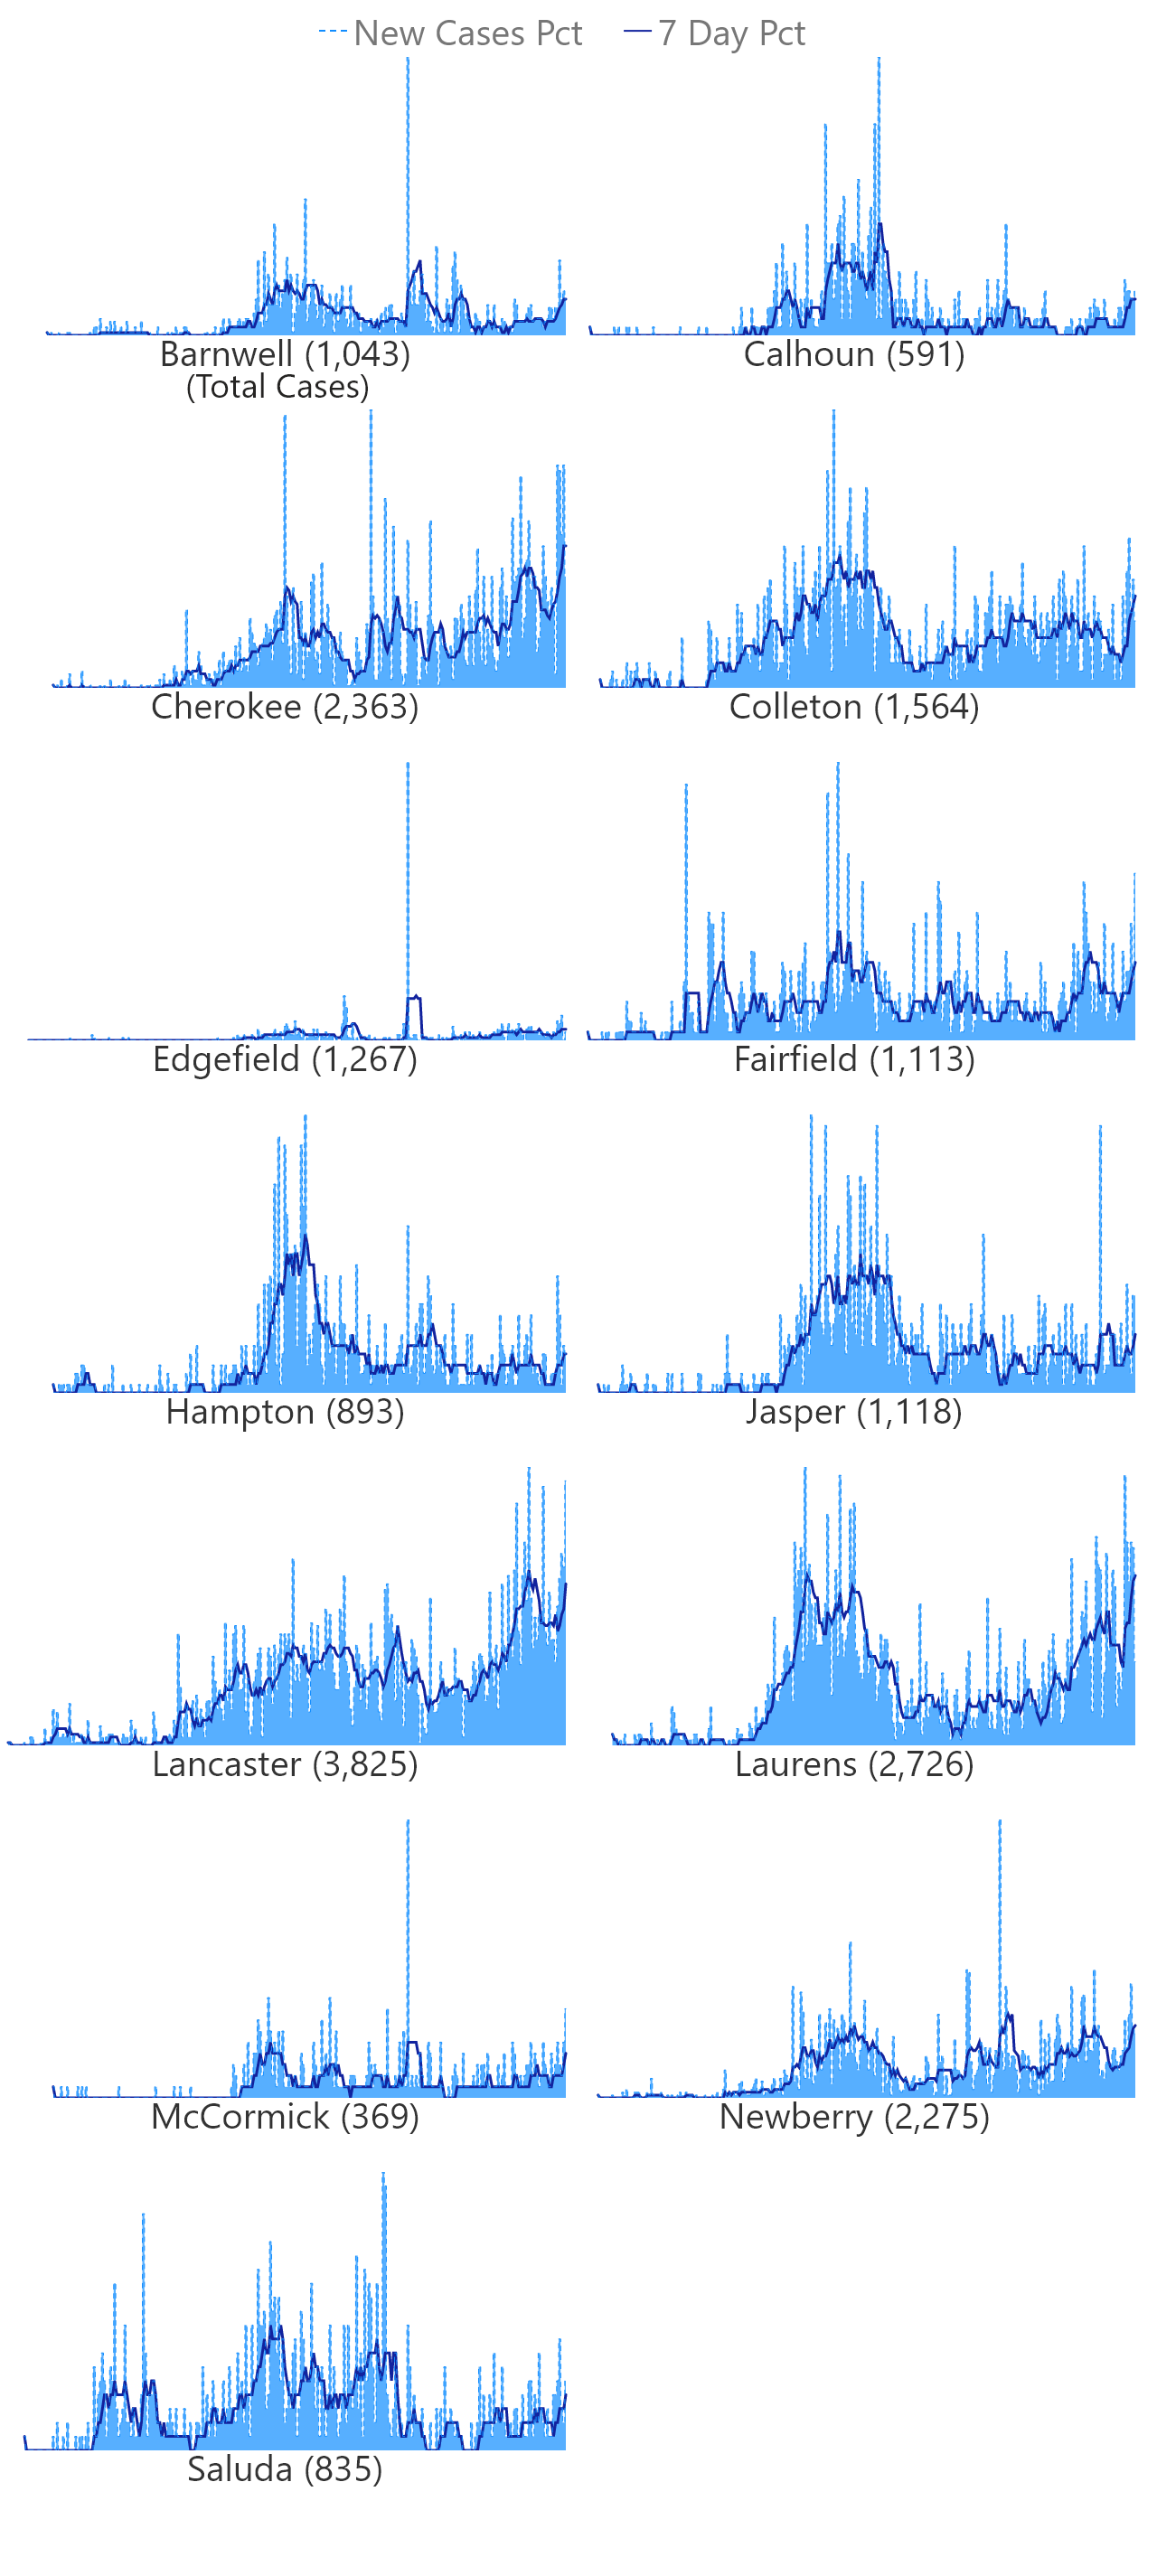 New Cases Pct 7 Day Pct
Barnwell (1,043) Calhoun (591)
(Total Cases)
Cherokee (2,363) Colleton (1,564)
Edgefield (1,267) Fairfield (1,113)
Hampton (893) Jasper (1,118)
Lancaster (3,825) Laurens (2,726)
McCormick (369) Newberry (2,275)
Saluda (835)